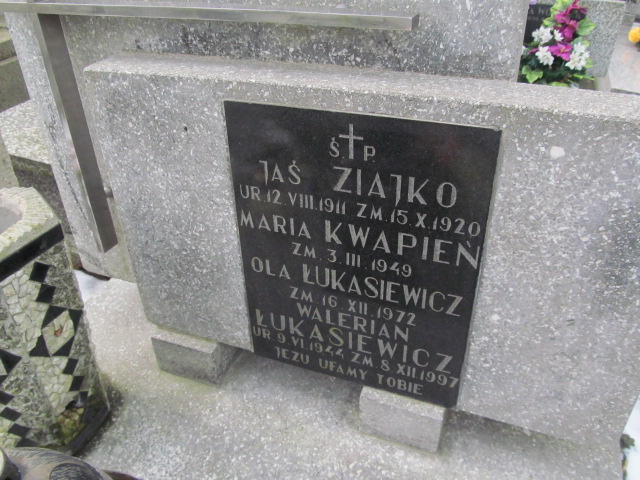 Ś.P.
JAŚ ZIAJKO
UR.12.VIII.1911 ZM.15.X.1920
MARIA KWAPIEŃ
ZM.3.III.1949
OLA ŁUKASIEWICZ
ZM.16.XII.1972
WALERIAN
ŁUKASIEWICZ
UR.9.VI.1944 ZM.8.XII.1997
JEZU UFAMY TOBIE